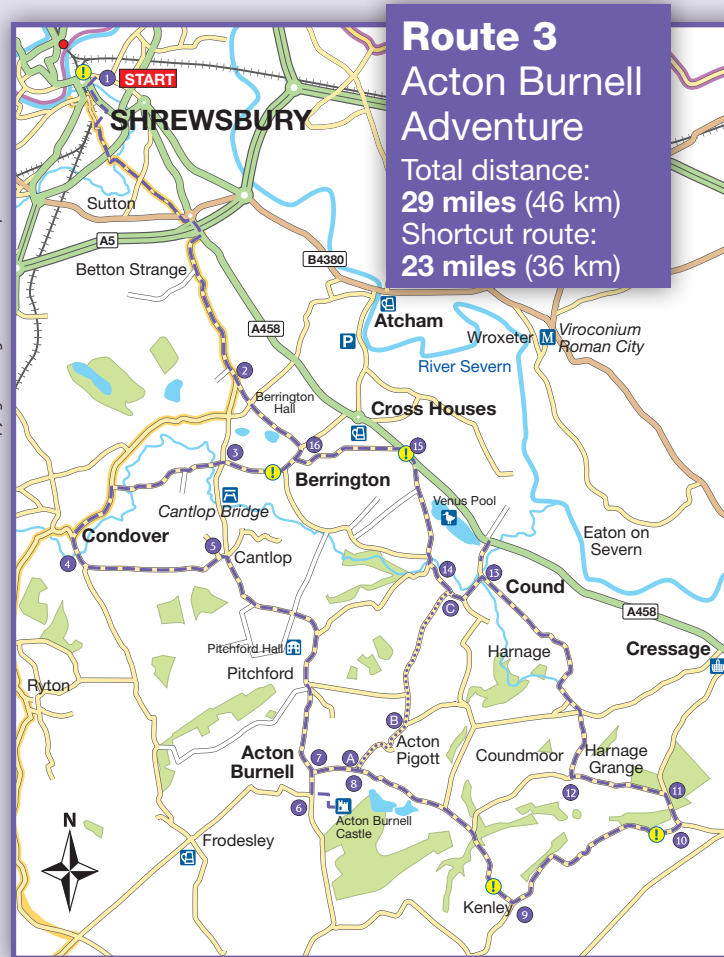 Route 3
Acton Burnell
Adventure
Total distance:
29 miles (46 km)
Shortcut route:
23 miles (36 km)
! 1 START
SHREWSBURY
Sutton
A5
Betton Strange
B4380
A458
Atcham
P
Wroxeter M Viroconium
Roman City
River Severn
2
Berrington
Hall
Cross Houses
16
! 15
3
!
Berrington
Cantlop Bridge
Venus Pool
Condover
Eaton on
Severn
4
5
Cantlop
14
13
Cound
C
A458
Pitchford Hall
Harnage
Cressage
Pitchford
Ryton
B
Acton
Pigott
Acton
Burnell
7
A
8
Coundmoor
Harnage
Grange
12
11
6
Acton Burnell
Castle
N
Frodesley
! 10
!
Kenley
9